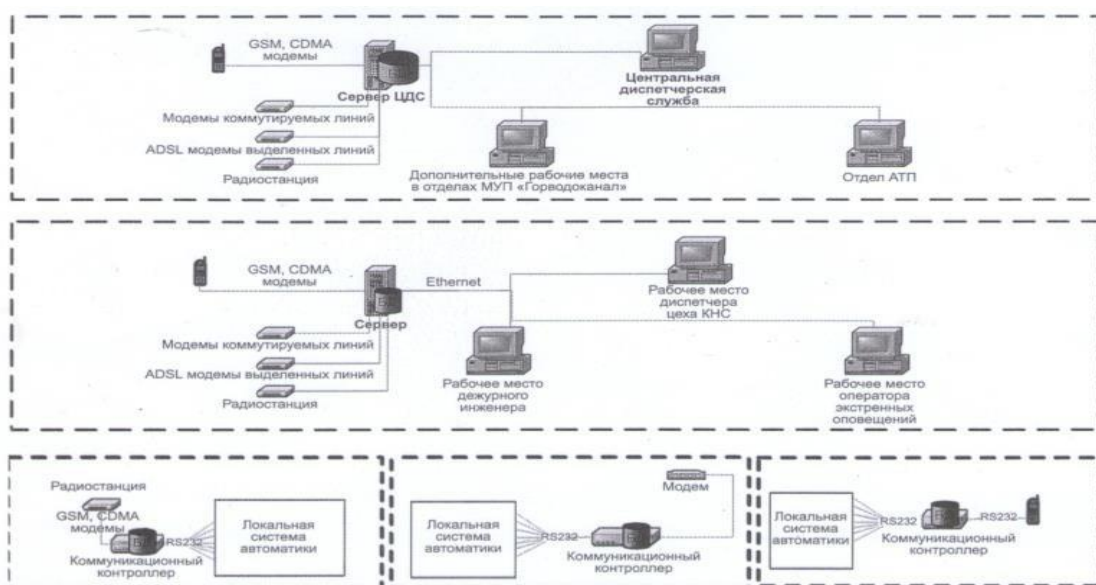 GSM, CDMA
модемы
Сервер ЦДС
Модемы коммутируемых линий
ADSL модемы выделенных линий
Радиостанция
Центральная
диспетчерская
служба
Дополнительные рабочие места
в отделах МУП «Горводоканал»
Отдел АТП
GSM, CDMA
модемы
Ethernet
Сервер
Модемы коммутируемых линий
ADSL модемы выделенных линий
Радиостанция
Рабочее место
диспетчера
цеха КНС
Рабочее место
дежурного
инженера
Рабочее место
оператора
экстренных
оповещений
Радиостанция
GSM, CDMA
модемы
RS232
Коммуникационный
контроллер
Локальная
система
автоматики
Локальная
система
автоматики
RS232
Модем
Коммуникационный
контроллер
Локальная
система
автоматики
RS232
RS232
Коммуникационный
контроллер